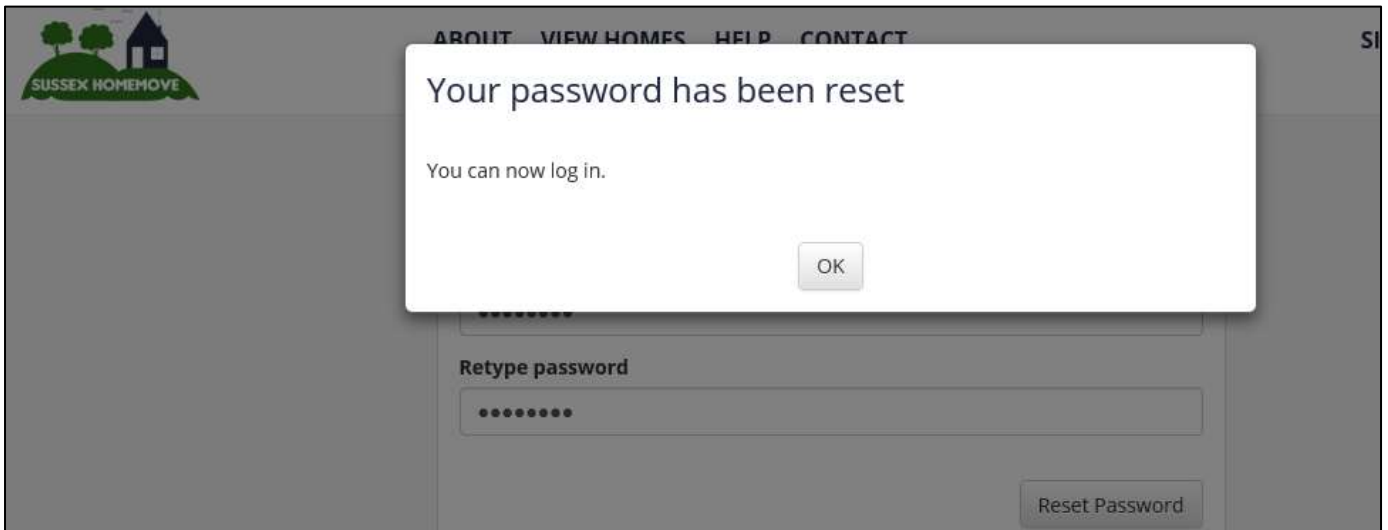 SUSSEX HOMEMOVE
ABOUT VIEW HOMES HELP CONTACT
Your password has been reset
You can now log in.
OK
Retype password
Reset Password